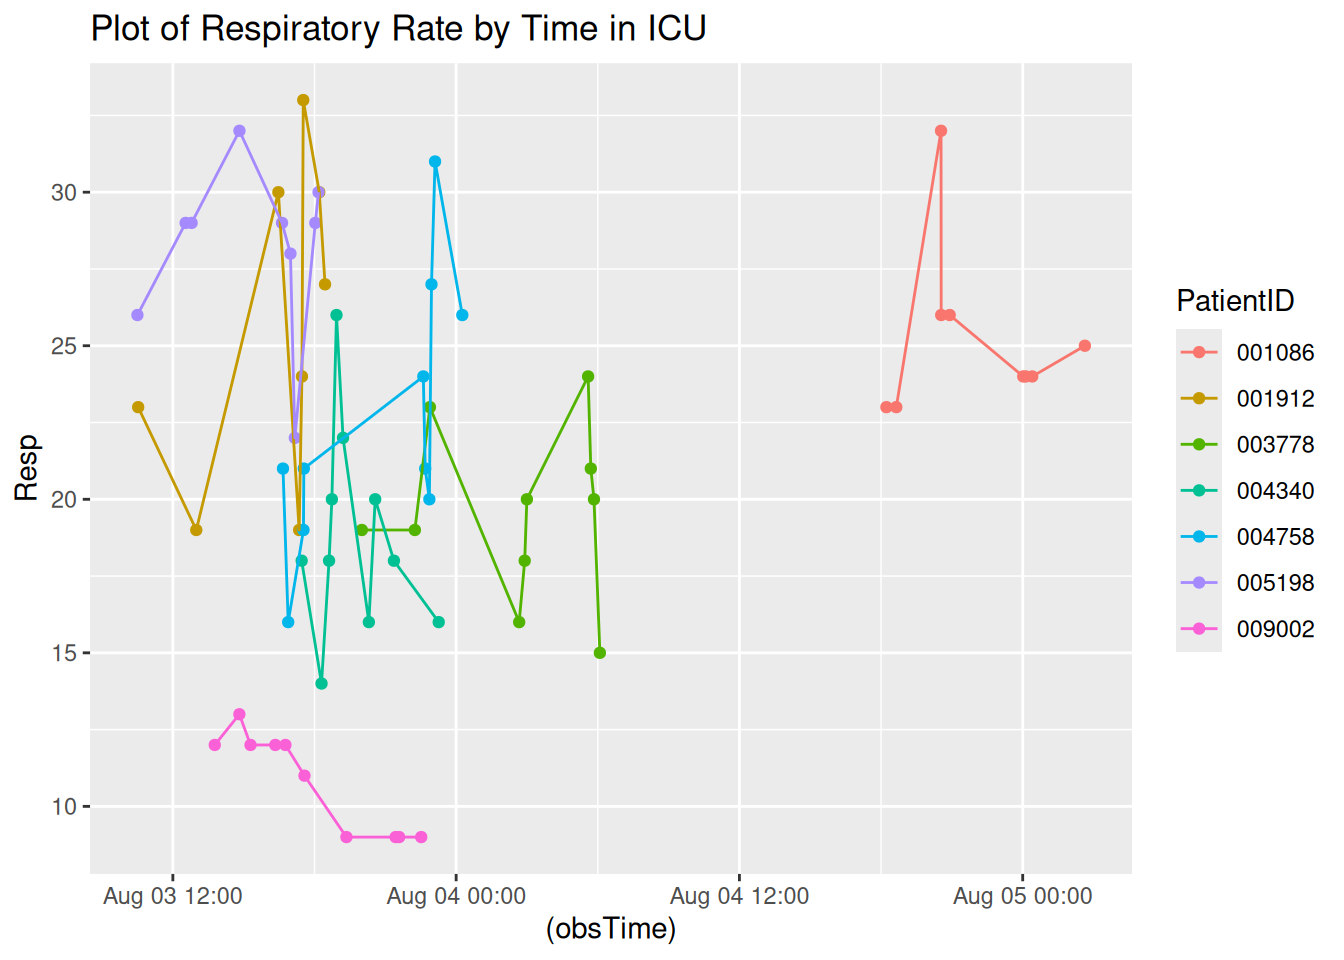 Plot of Respiratory Rate by Time in ICU
Resp
30
25
20
15
10
Aug 03 12:00 Aug 04 00:00 Aug 04 12:00 Aug 05 00:00
(obsTime)
PatientID
001086
001912
003778
004340
004758
005198
009002